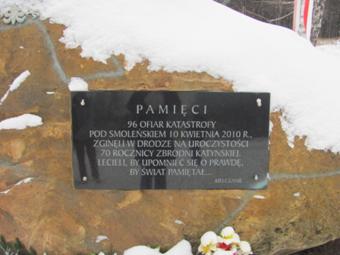 PAMIĘCI
96 OFIAR KATASTROFY
POD SMOLEŃSKIEM 10 KWIETNIA 2010 R.,
ZGINĘLI W DRODZE NA UROCZYSTOŚCI
70 ROCZNICY ZBRODNI KATYŃSKIEJ.
LECIELI, BY UPOMNIEĆ SIĘ O PRAWDĘ,
BY ŚWIAT PAMIĘTAŁ...
KIELCZANIE